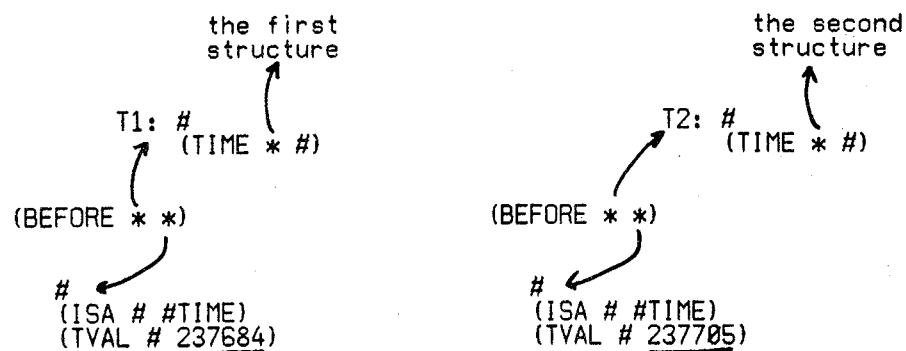 the first
structure
T1: #
(TIME * #)
(BEFORE * *)
#
(ISA # #TIME)
(TVAL # 237684)
the second
structure
T2: #
(TIME * #)
(BEFORE * *)
#
(ISA # #TIME)
(TVAL # 237705)